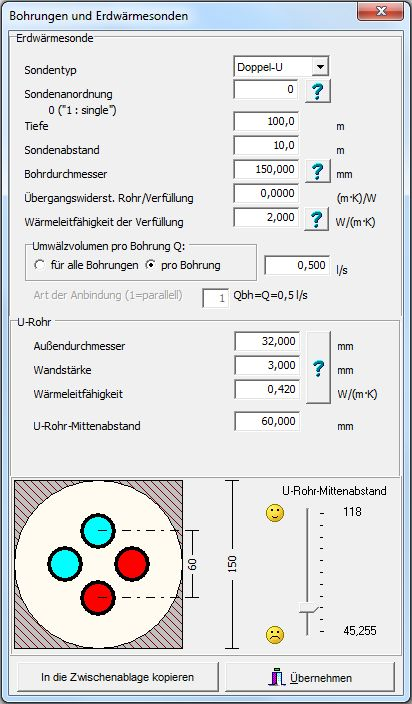 Bohrungen und Erdwärmesonden
Erdwärmesonde
Sondentyp Doppel-U
Sondenanordnung 0 ?
0 ("1 : single")
Tiefe 100,0 m
Sondenabstand 10,0 m
Bohrdurchmesser 150,000 ? mm
Übergangswiderst. Rohr/Verfüllung 0,0000 (m·K)/W
Wärmeleitfähigkeit der Verfüllung 2,000 ? W/(m·K)
Umwälzvolumen pro Bohrung Q:
für alle Bohrungen pro Bohrung 0,500 l/s
Art der Anbindung (1=parallel) 1 Qbh=Q=0,5 l/s
U-Rohr
Außendurchmesser 32,000 mm
Wandstärke 3,000 ? mm
Wärmeleitfähigkeit 0,420 W/(m·K)
U-Rohr-Mittenabstand 60,000 mm
U-Rohr-Mittenabstand
118
60
150
45,255
In die Zwischenablage kopieren Übernehmen